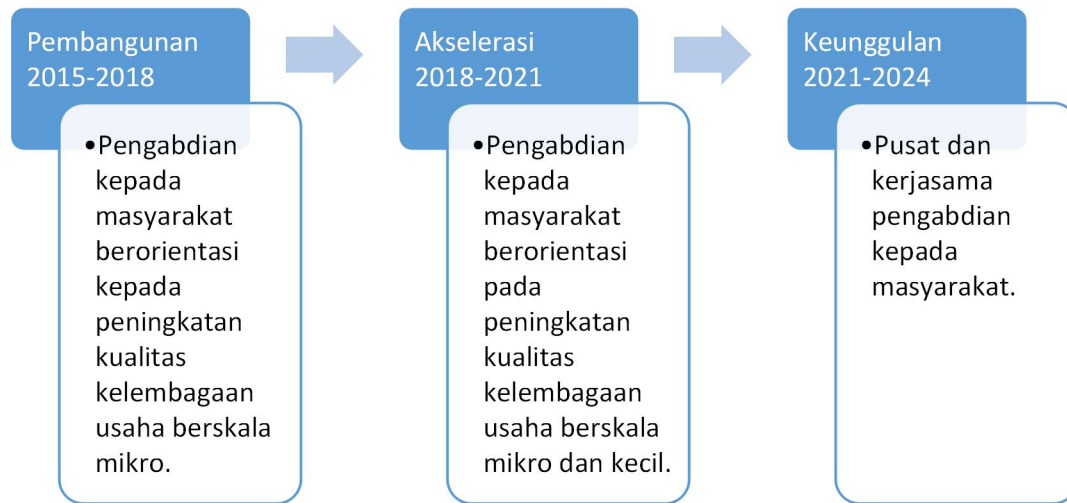 Pembangunan
2015-2018
•Pengabdian
kepada
masyarakat
berorientasi
kepada
peningkatan
kualitas
kelembagaan
usaha berskala
mikro.
Akselerasi
2018-2021
•Pengabdian
kepada
masyarakat
berorientasi
pada
peningkatan
kualitas
kelembagaan
usaha berskala
mikro dan kecil.
Keunggulan
2021-2024
•Pusat dan
kerjasama
pengabdian
kepada
masyarakat.